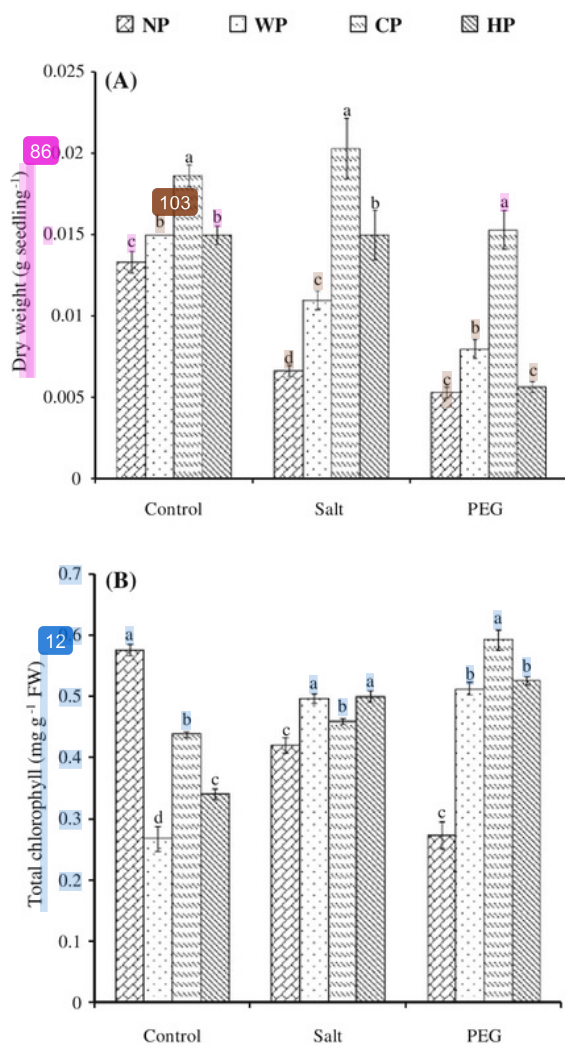 NP WP CP HP
0.025 (A)
86
0.02
103
0.015
0.01
0.005
0
Dry weight (g seedling-1)
c b a b
d c a b
c b a c
Control Salt PEG
0.7 (B)
12
0.6
0.5
0.4
0.3
0.2
0.1
0
Total chlorophyll (mg g-1 FW)
a d b c
c a b a
c b a b
Control Salt PEG